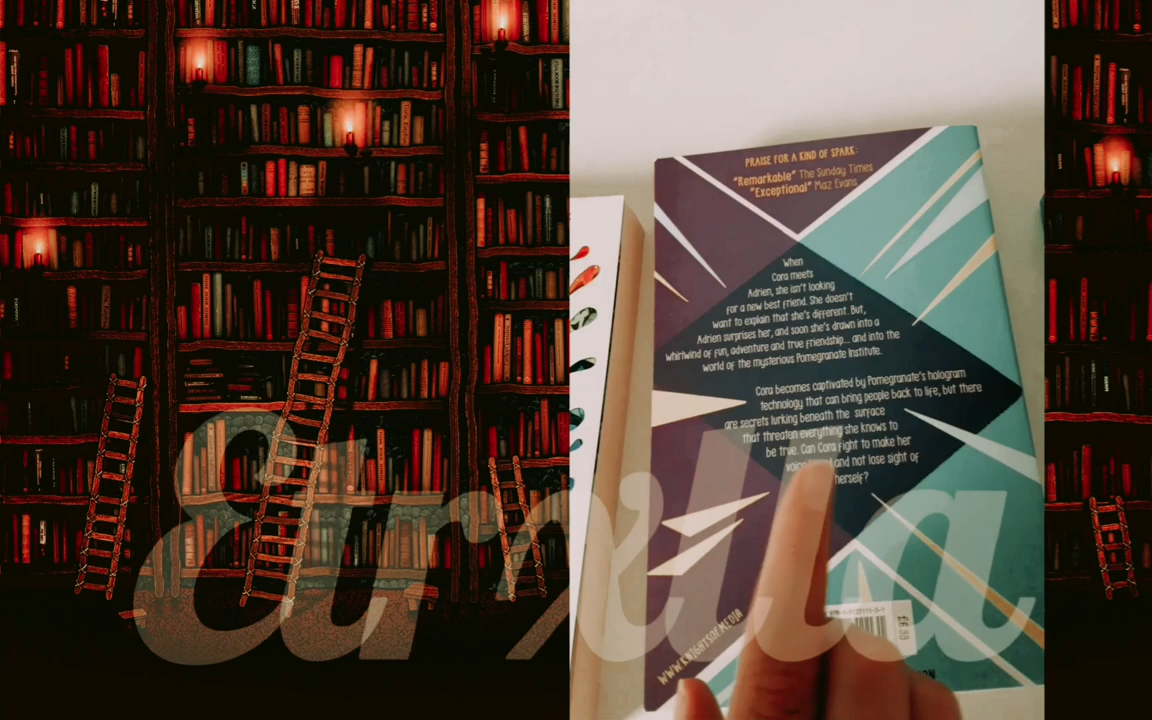 PRAISE FOR A KIND OF SPARK:
"Remarkable" The Sunday Times
"Exceptional" Maz Evans
When
Cora meets
Adrien, she isn't looking
for a new best friend. She doesn't
want to explain that she's different. But,
Adrien surprises her, and soon she's drawn into a
whirlwind of fun, adventure and true friendship... and into the
world of the mysterious Pomegranate Institute.
Cora becomes captivated by Pomegranate's hologram
technology that can bring people back to life, but there
are secrets lurking beneath the surface
that threaten everything she knows to
be true. Can Cora fight to make her
and not lose sight of
herself?
WWW.KNIGHTSOFMEDIA
£6.99